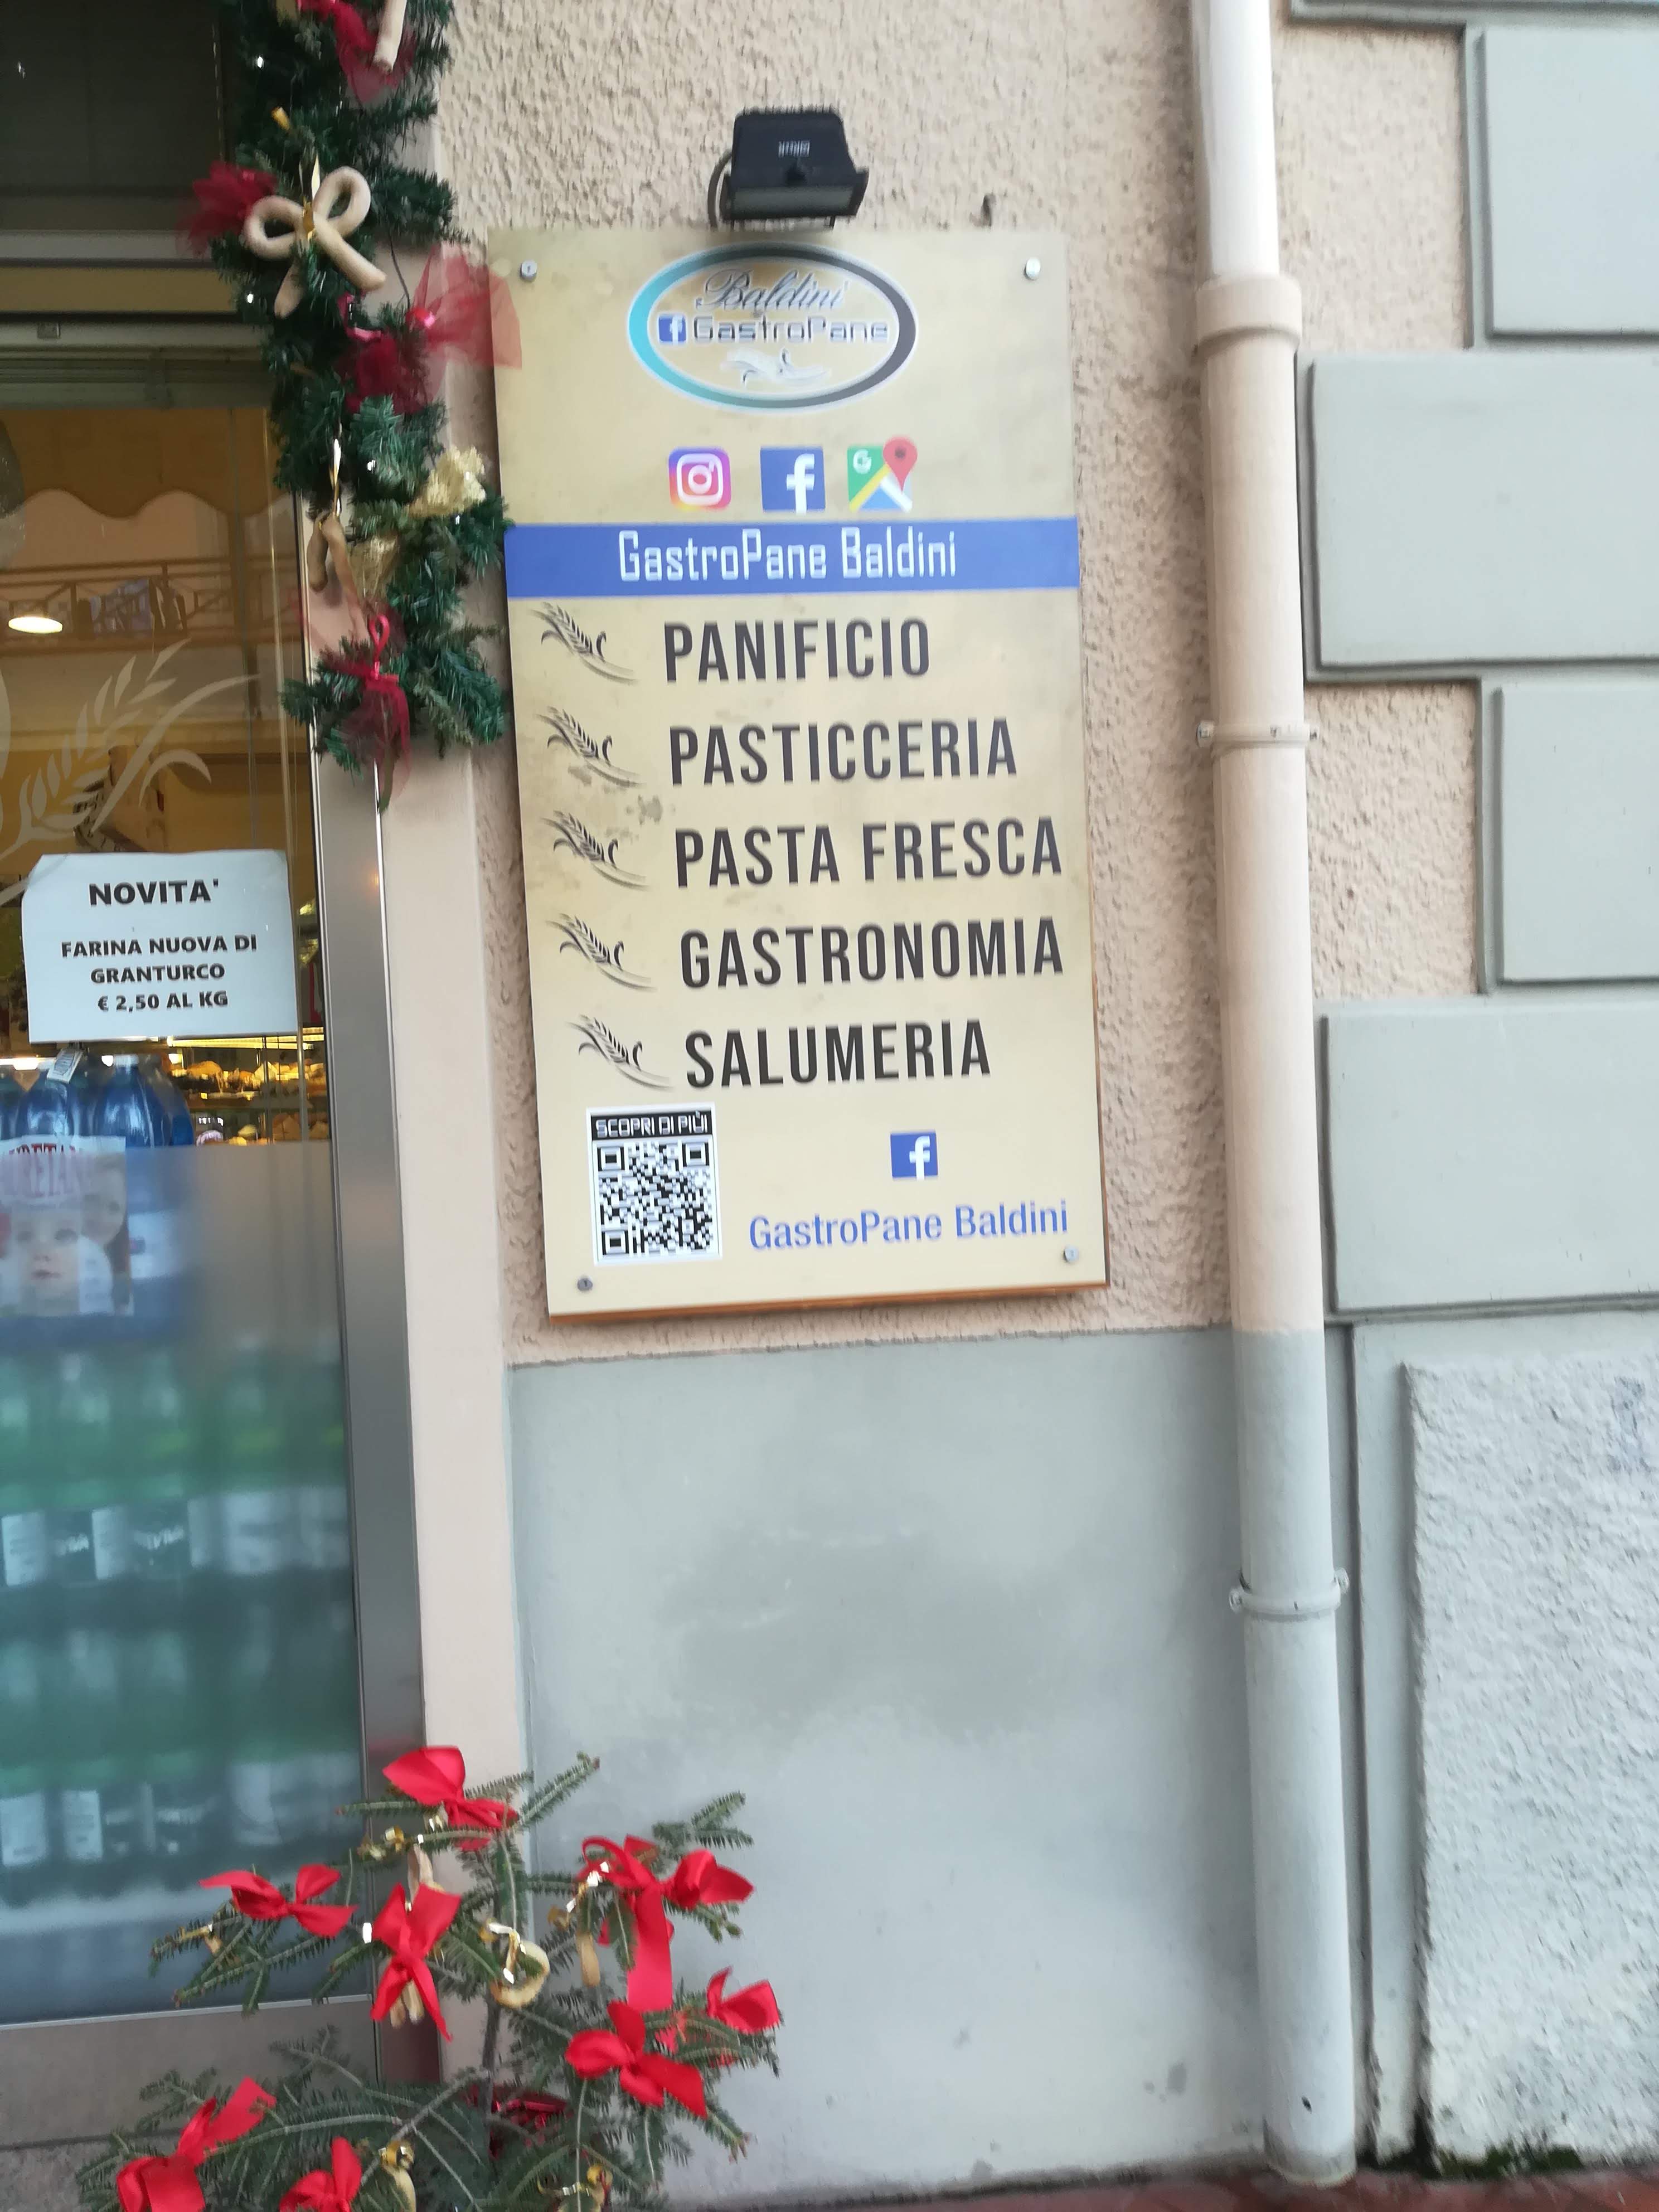 Baldini
GastroPane
GastroPane Baldini
PANIFICIO
PASTICCERIA
PASTA FRESCA
GASTRONOMIA
SALUMERIA
SCOPRI DI PIÙ!
GastroPane Baldini
NOVITA'
FARINA NUOVA DI
GRANTURCO
€ 2,50 AL KG